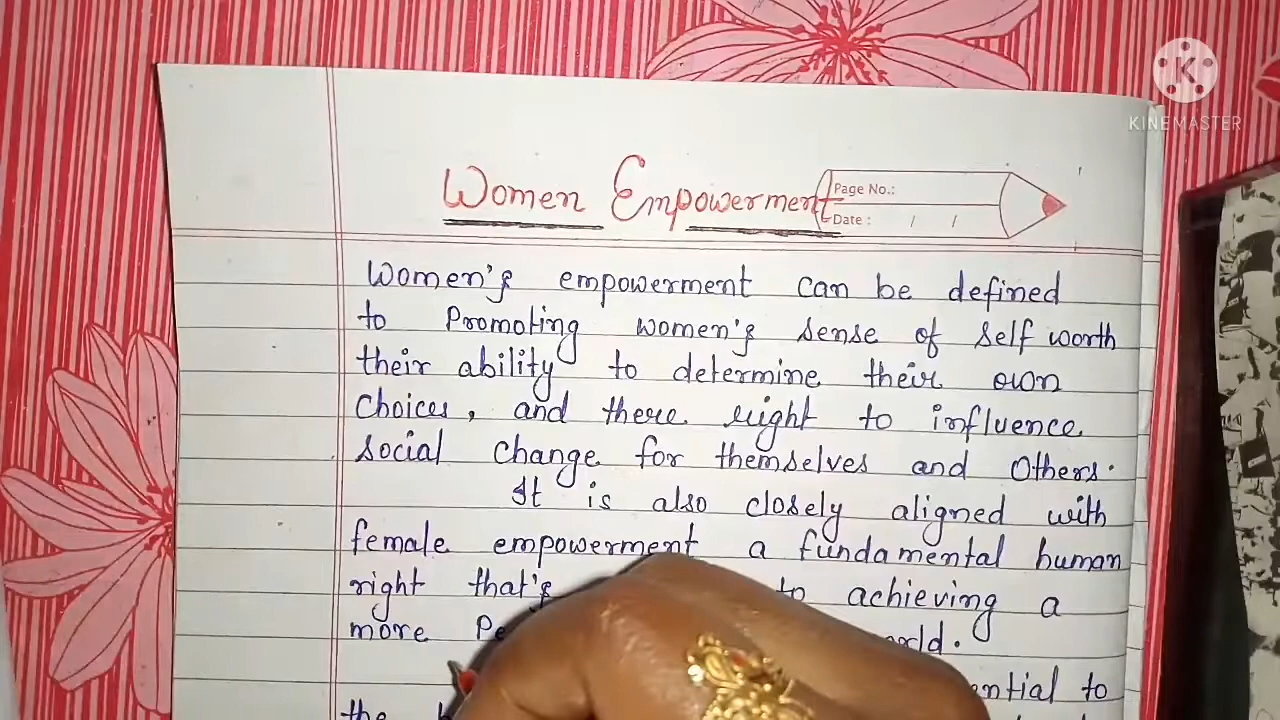 K
KINEMASTER
Women Empowerment
Page No.:
Date : / /
Women's empowerment can be defined
to Promoting women's sense of self worth
their ability to determine their own
choices, and there right to influence
social change for themselves and Others.
It is also closely aligned with
female empowerment a fundamental human
right that's to achieving a
more
to
the